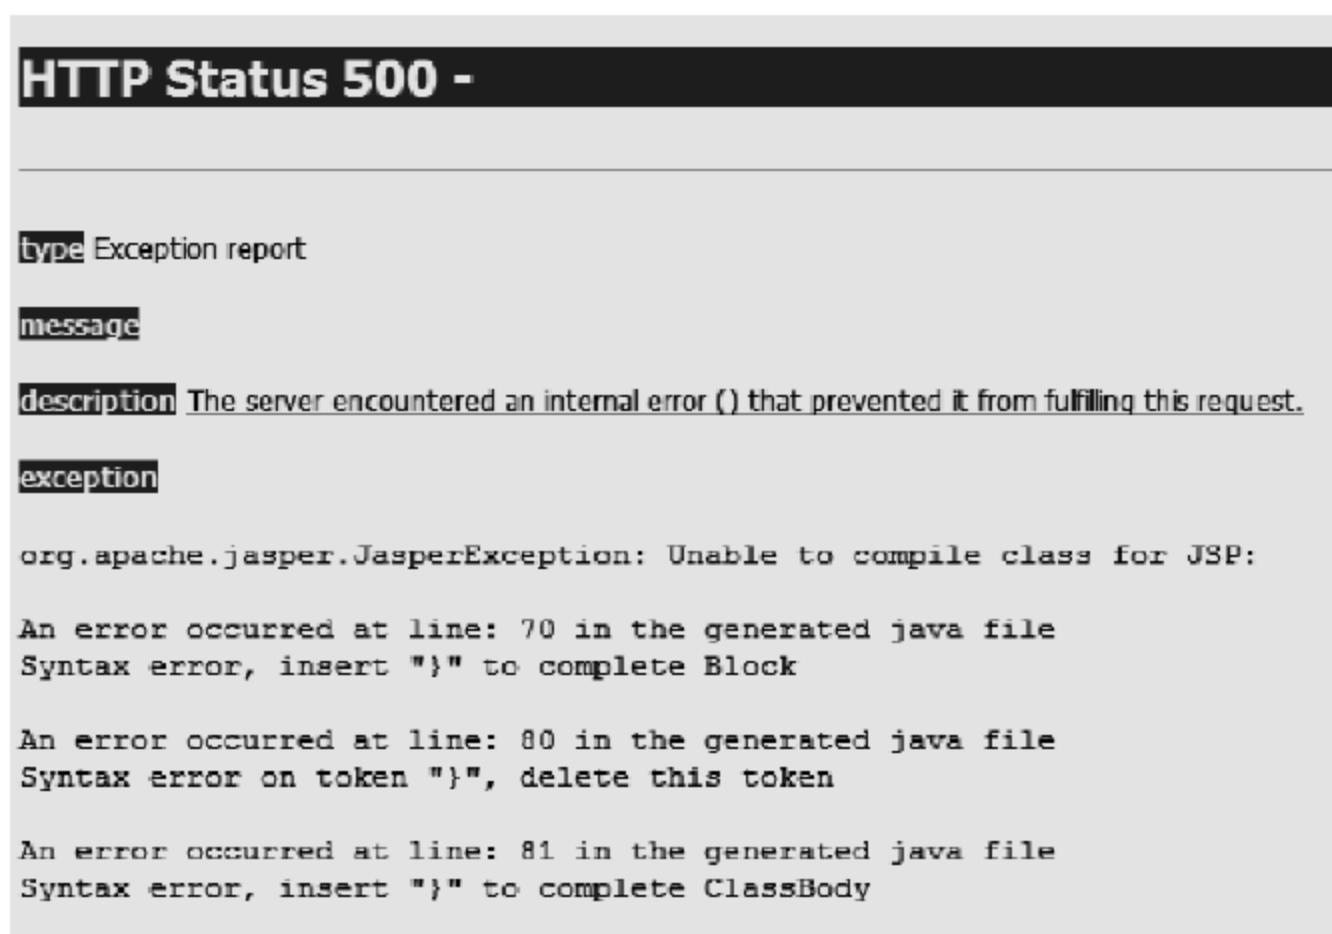 HTTP Status 500 -
type Exception report
message
description The server encountered an internal error () that prevented it from fulfilling this request.
exception
org.apache.jasper.JasperException: Unable to compile class for JSP:
An error occurred at line: 70 in the generated java file
Syntax error, insert "}" to complete Block
An error occurred at line: 80 in the generated java file
Syntax error on token "}", delete this token
An error occurred at line: 81 in the generated java file
Syntax error, insert "}" to complete ClassBody